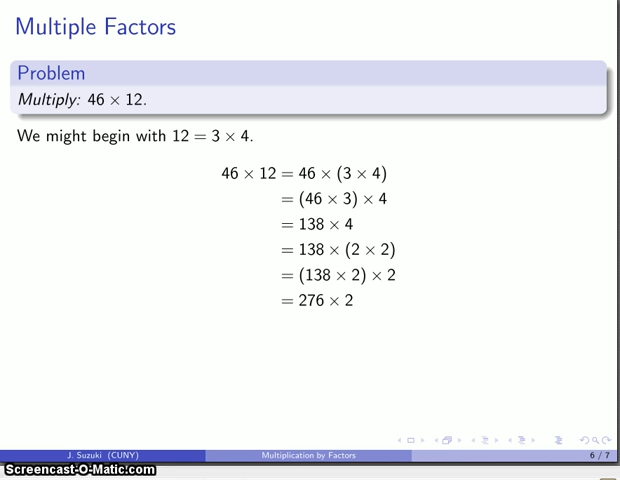 Multiple Factors
Problem
Multiply: 46 × 12.
We might begin with 12 = 3 × 4.
46 × 12 = 46 × (3 × 4)
= (46 × 3) × 4
= 138 × 4
= 138 × (2 × 2)
= (138 × 2) × 2
= 276 × 2
J. Suzuki (CUNY) Multiplication by Factors 6 / 7
Screencast-O-Matic.com